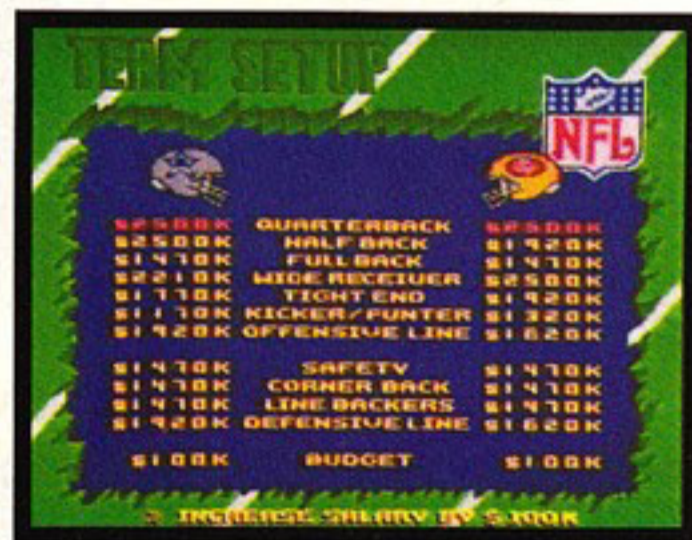 TEAM SETUP
NFL
$2500K QUARTERBACK $2500K
$2500K HALF BACK $1920K
$1470K FULL BACK $1470K
$2210K WIDE RECEIVER $2500K
$1770K TIGHT END $1920K
$1170K KICKER/PUNTER $1320K
$1920K OFFENSIVE LINE $1620K
$1470K SAFETY $1470K
$1470K CORNER BACK $1470K
$1470K LINE BACKERS $1470K
$1920K DEFENSIVE LINE $1620K
$100K BUDGET $100K
INCREASE SALARY BY $100K